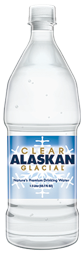 CLEAR
ALASKAN
GLACIAL
Nature's Premium Drinking Water